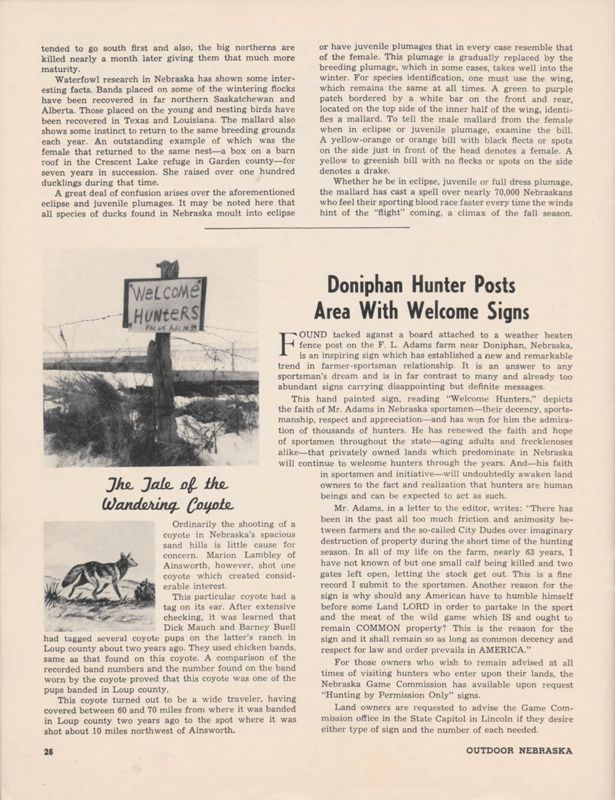 tended to go south first and also, the big northerns are
killed nearly a month later giving them that much more
maturity.
Waterfowl research in Nebraska has shown some inter-
esting facts. Bands placed on some of the wintering flocks
have been recovered in far northern Saskatchewan and
Alberta. Those placed on the young and nesting birds have
been recovered in Texas and Louisiana. The mallard also
shows some instinct to return to the same breeding grounds
each year. An outstanding example of which was the
female that returned to the same nest—a box on a barn
roof in the Crescent Lake refuge in Garden county—for
seven years in succession. She raised over one hundred
ducklings during that time.
A great deal of confusion arises over the aforementioned
eclipse and juvenile plumages. It may be noted here that
all species of ducks found in Nebraska moult into eclipse
or have juvenile plumages that in every case resemble that
of the female. This plumage is gradually replaced by the
breeding plumage, which in some cases, takes well into the
winter. For species identification, one must use the wing,
which remains the same at all times. A green to purple
patch bordered by a white bar on the front and rear,
located on the top side of the inner half of the wing, identi-
fies a mallard. To tell the male mallard from the female
when in eclipse or juvenile plumage, examine the bill.
A yellow-orange or orange bill with black flects or spots
on the side just in front of the head denotes a female. A
yellow to greenish bill with no flecks or spots on the side
denotes a drake.
Whether he be in eclipse, juvenile or full dress plumage,
the mallard has cast a spell over nearly 70,000 Nebraskans
who feel their sporting blood race faster every time the winds
hint of the "flight" coming, a climax of the fall season.
WELCOME
HUNTERS
The Tale of the
Wandering Coyote
Ordinarily the shooting of a
coyote in Nebraska's spacious
sand hills is little cause for
concern. Marion Lambley of
Ainsworth, however, shot one
coyote which created consid-
erable interest.
This particular coyote had a
tag on its ear. After extensive
checking, it was learned that
Dick Mauch and Barney Buell
had tagged several coyote pups on the latter's ranch in
Loup county about two years ago. They used chicken bands,
same as that found on this coyote. A comparison of the
recorded band numbers and the number found on the band
worn by the coyote proved that this coyote was one of the
pups banded in Loup county.
This coyote turned out to be a wide traveler, having
covered between 60 and 70 miles from where it was banded
in Loup county two years ago to the spot where it was
shot about 10 miles northwest of Ainsworth.
Doniphan Hunter Posts
Area With Welcome Signs
FOUND tacked aganst a board attached to a weather beaten
fence post on the F. L. Adams farm near Doniphan, Nebraska,
is an inspiring sign which has established a new and remarkable
trend in farmer-sportsman relationship. It is an answer to any
sportsman's dream and is in far contrast to many and already too
abundant signs carrying disappointing but definite messages.
This hand painted sign, reading "Welcome Hunters," depicts
the faith of Mr. Adams in Nebraska sportsmen—their decency, sports-
manship, respect and appreciation—and has won for him the admira-
tion of thousands of hunters. He has renewed the faith and hope
of sportsmen throughout the state—aging adults and frecklenoses
alike—that privately owned lands which predominate in Nebraska
will continue to welcome hunters through the years. And—his faith
in sportsmen and initiative—will undoubtedly awaken land
owners to the fact and realization that hunters are human
beings and can be expected to act as such.
Mr. Adams, in a letter to the editor, writes: "There has
been in the past all too much friction and animosity be-
tween farmers and the so-called City Dudes over imaginary
destruction of property during the short time of the hunting
season. In all of my life on the farm, nearly 63 years, I
have not known of but one small calf being killed and two
gates left open, letting the stock get out. This is a fine
record I submit to the sportsmen. Another reason for the
sign is why should any American have to humble himself
before some Land LORD in order to partake in the sport
and the meat of the wild game which IS and ought to
remain COMMON property? This is the reason for the
sign and it shall remain so as long as common decency and
respect for law and order prevails in AMERICA."
For those owners who wish to remain advised at all
times of visiting hunters who enter upon their lands, the
Nebraska Game Commission has available upon request
"Hunting by Permission Only" signs.
Land owners are requested to advise the Game Com-
mission office in the State Capitol in Lincoln if they desire
either type of sign and the number of each needed.
26
OUTDOOR NEBRASKA